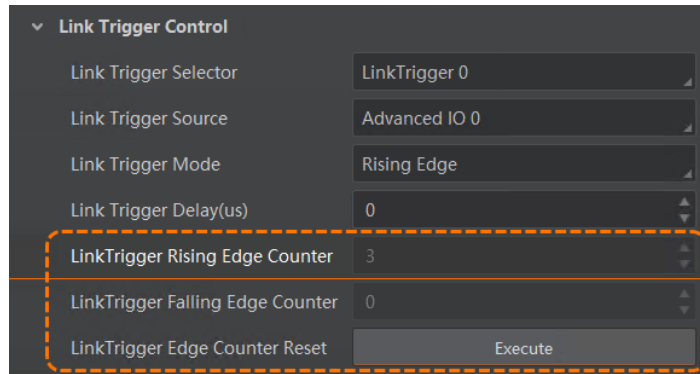 Link Trigger Control
Link Trigger Selector LinkTrigger 0
Link Trigger Source Advanced IO 0
Link Trigger Mode Rising Edge
Link Trigger Delay(us) 0
LinkTrigger Rising Edge Counter 3
LinkTrigger Falling Edge Counter 0
LinkTrigger Edge Counter Reset Execute